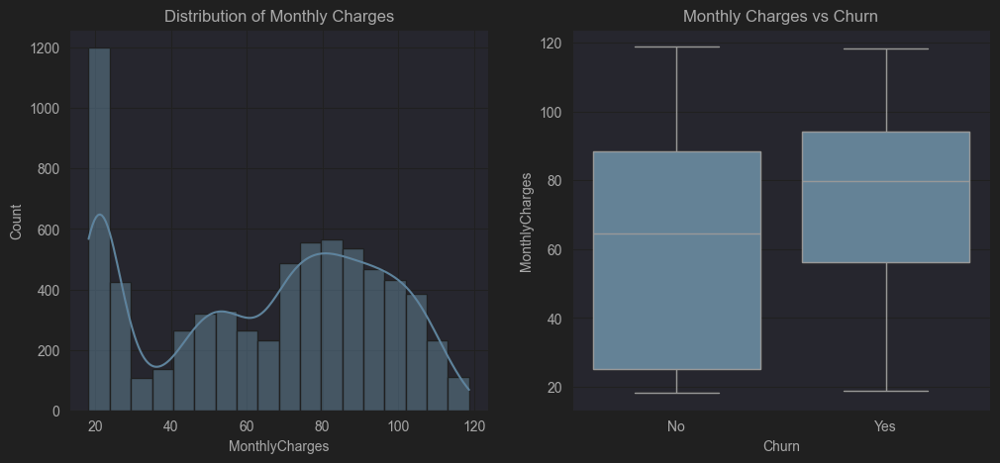 Distribution of Monthly Charges
1200
1000
800
600
400
200
0
Count
20
40
60
80
100
120
MonthlyCharges
Monthly Charges vs Churn
120
100
80
60
40
20
MonthlyCharges
No
Yes
Churn